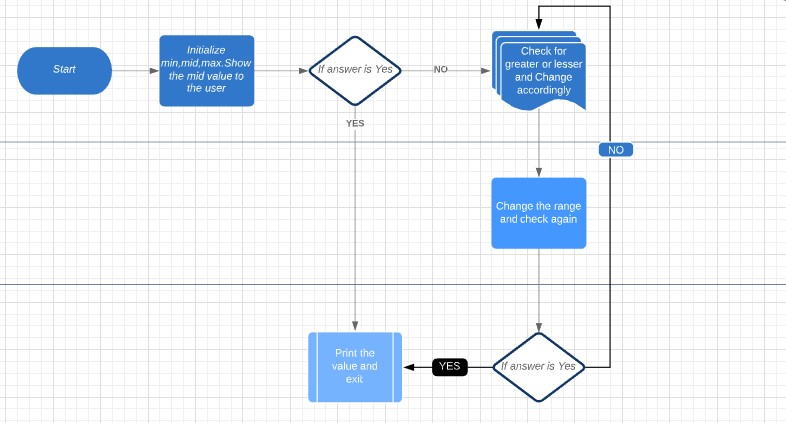 Start
Initialize
min,mid,max.Show
the mid value to
the user
If answer is Yes
NO
Check for
greater or lesser
and Change
accordingly
YES
NO
Change the range
and check again
Print the
value and
exit
YES
If answer is Yes